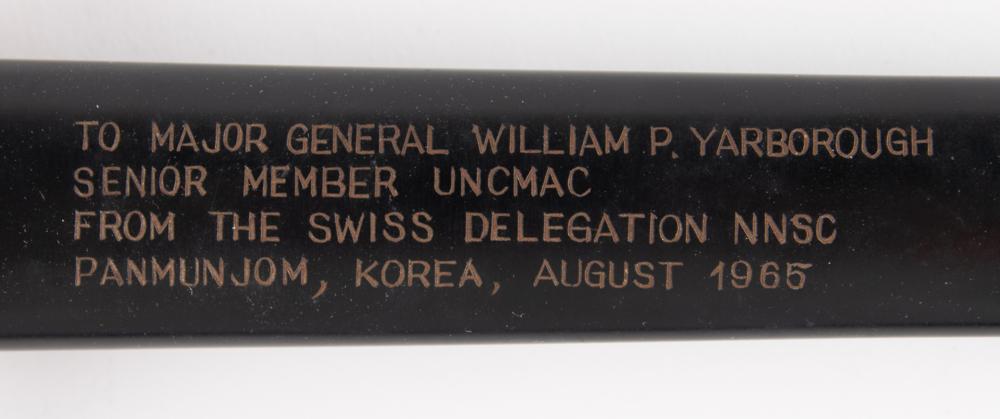 TO MAJOR GENERAL WILLIAM P. YARBOROUGH
SENIOR MEMBER UNCMAC
FROM THE SWISS DELEGATION NNSC
PANMUNJOM, KOREA, AUGUST 1965